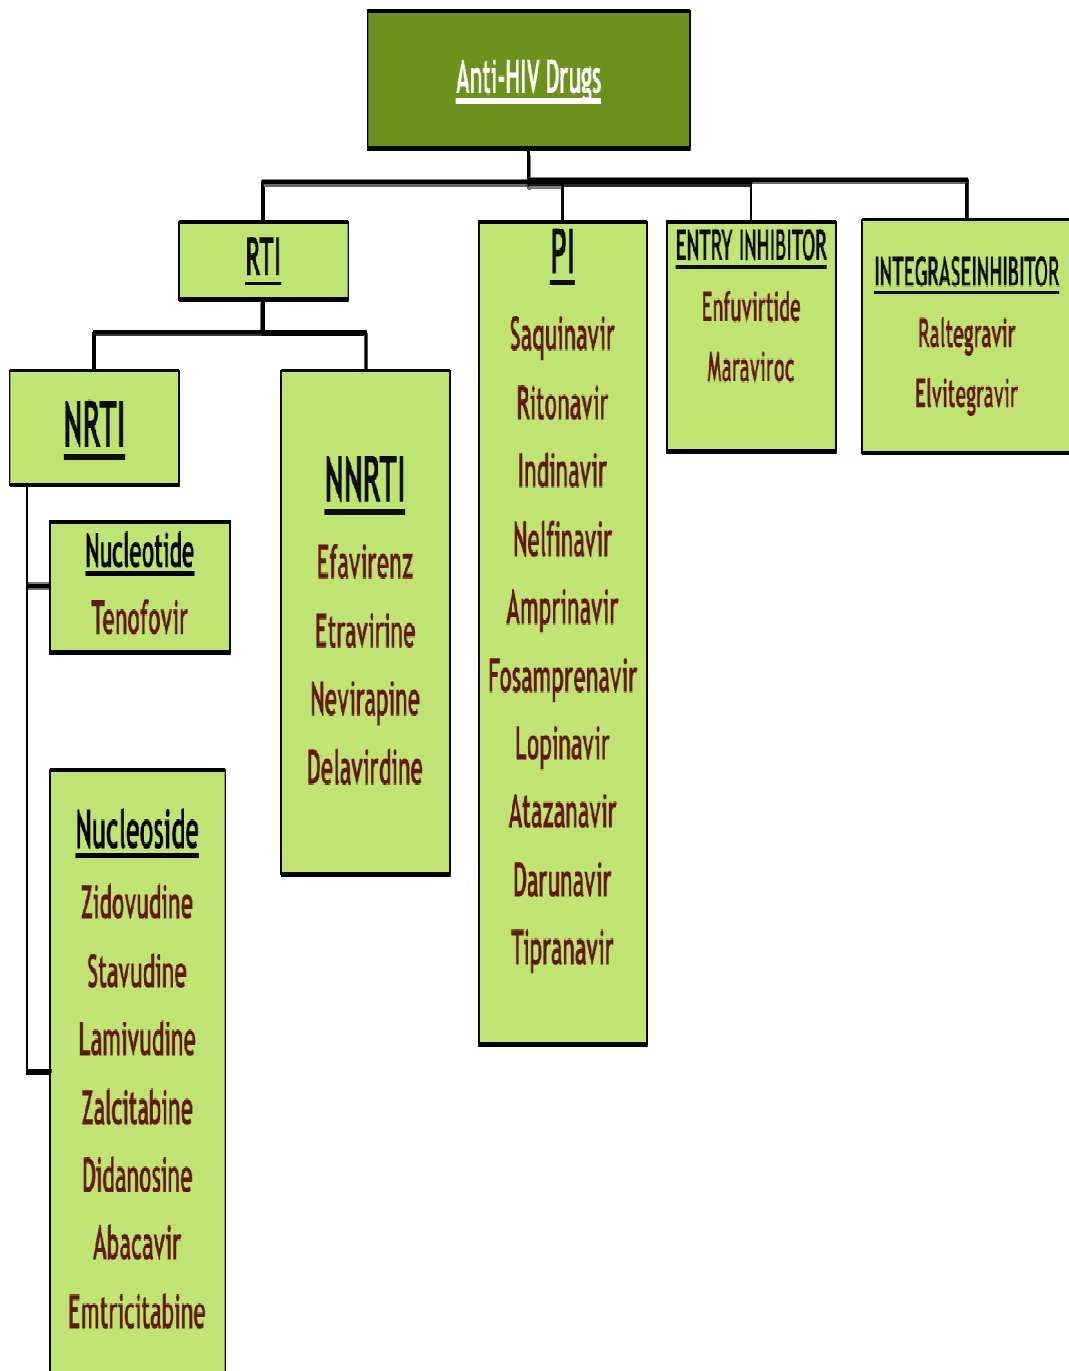 Anti-HIV Drugs
RTI
NRTI
Nucleotide
Tenofovir
Nucleoside
Zidovudine
Stavudine
Lamivudine
Zalcitabine
Didanosine
Abacavir
Emtricitabine
NNRTI
Efavirenz
Etravirine
Nevirapine
Delavirdine
PI
Saquinavir
Ritonavir
Indinavir
Nelfinavir
Amprinavir
Fosamprenavir
Lopinavir
Atazanavir
Darunavir
Tipranavir
ENTRY INHIBITOR
Enfuvirtide
Maraviroc
INTEGRASEINHIBITOR
Raltegravir
Elvitegravir